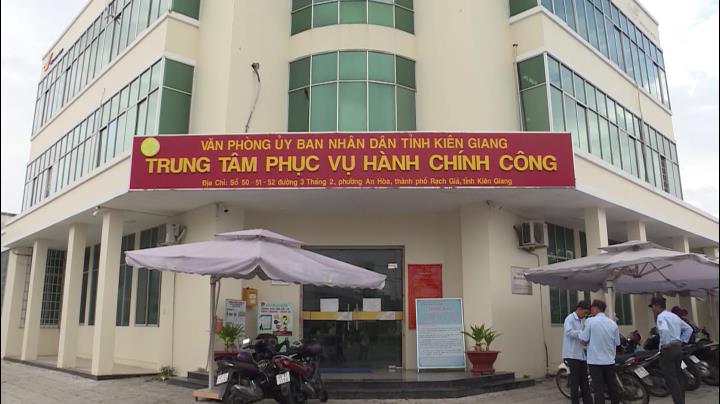 VĂN PHÒNG ỦY BAN NHÂN DÂN TỈNH KIÊN GIANG
TRUNG TÂM PHỤC VỤ HÀNH CHÍNH CÔNG
Địa Chỉ: Số 50 - 51 - 52 đường 3 Tháng 2, phường An Hòa, thành phố Rạch Giá, tỉnh Kiên Giang